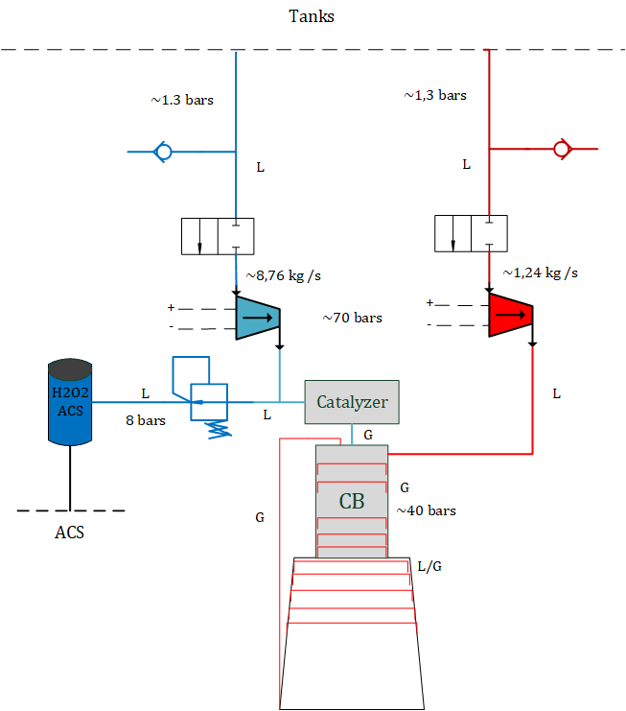 Tanks
~1.3 bars
~1,3 bars
L
L
~8,76 kg /s
~1,24 kg /s
+
-
~70 bars
+
-
H2O2
ACS
L
8 bars
L
Catalyzer
L
G
G
CB
G
~40 bars
ACS
L/G